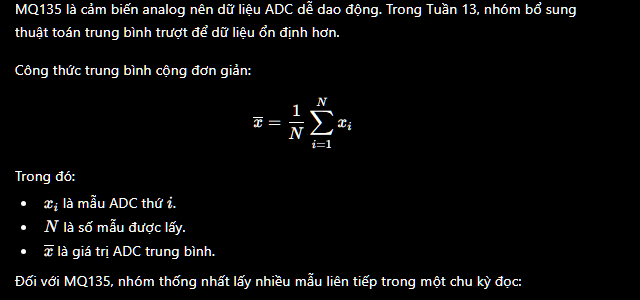 MQ135 là cảm biến analog nên dữ liệu ADC dễ dao động. Trong Tuần 13, nhóm bổ sung
thuật toán trung bình trượt để dữ liệu ổn định hơn.
Công thức trung bình cộng đơn giản:
x̄ = \frac{1}{N} \sum_{i=1}^{N} x_i
Trong đó:
• x_i là mẫu ADC thứ i.
• N là số mẫu được lấy.
• x̄ là giá trị ADC trung bình.
Đối với MQ135, nhóm thống nhất lấy nhiều mẫu liên tiếp trong một chu kỳ đọc: